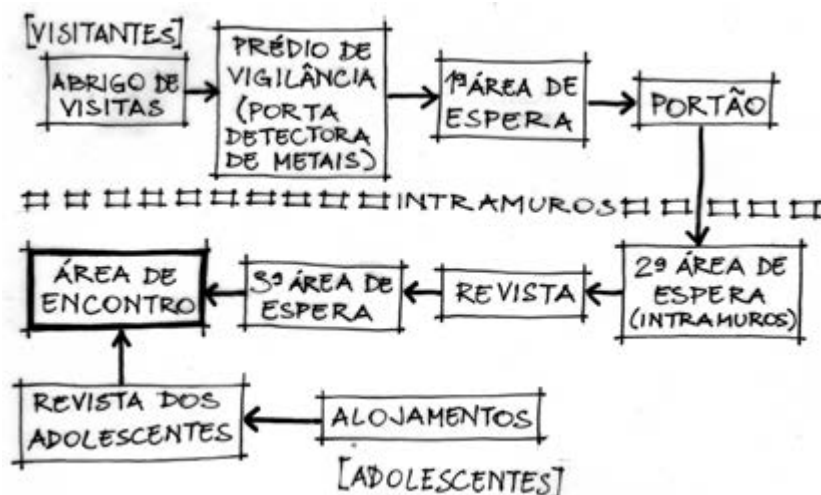 [VISITANTES]
ABRIGO DE
VISITAS
PRÉDIO DE
VIGILÂNCIA
(PORTA
DETECTORA
DE METAIS)
1ª ÁREA DE
ESPERA
PORTÃO
INTRAMUROS
2ª ÁREA DE
ESPERA
(INTRAMUROS)
REVISTA
3ª ÁREA DE
ESPERA
ÁREA DE
ENCONTRO
REVISTA DOS
ADOLESCENTES
ALOJAMENTOS
[ADOLESCENTES]